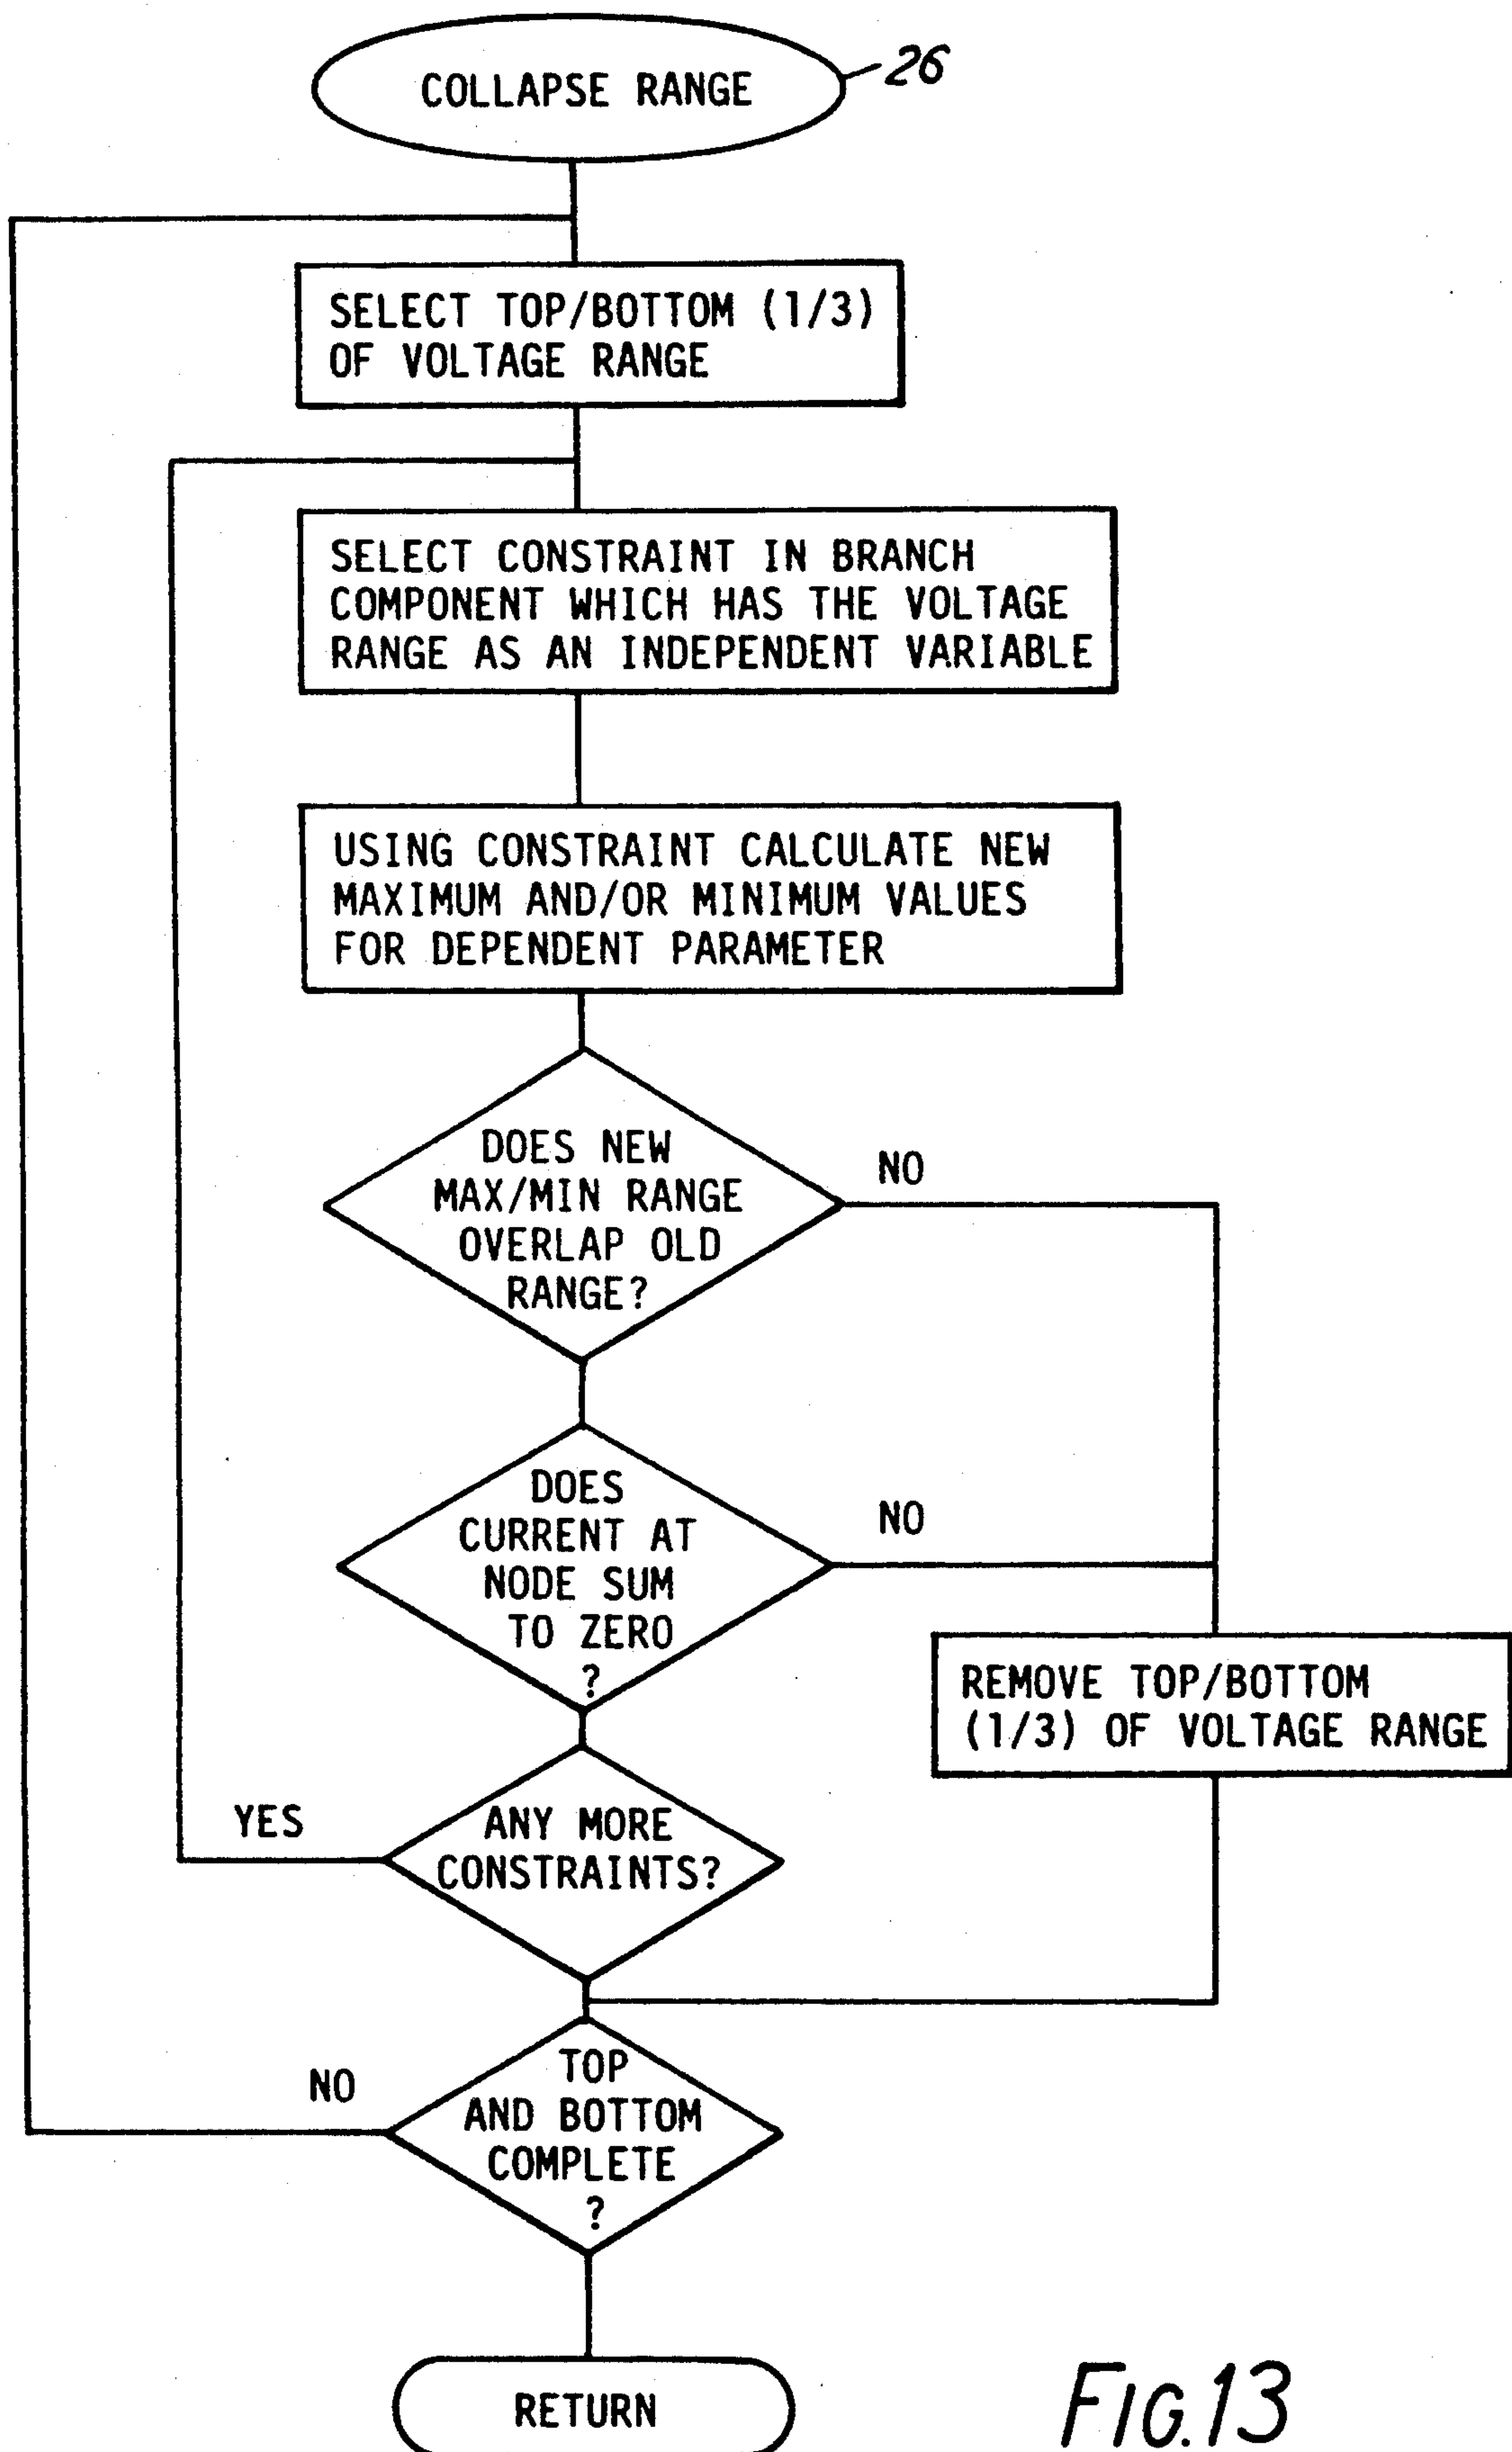 COLLAPSE RANGE
26
SELECT TOP/BOTTOM (1/3)
OF VOLTAGE RANGE
SELECT CONSTRAINT IN BRANCH
COMPONENT WHICH HAS THE VOLTAGE
RANGE AS AN INDEPENDENT VARIABLE
USING CONSTRAINT CALCULATE NEW
MAXIMUM AND/OR MINIMUM VALUES
FOR DEPENDENT PARAMETER
DOES NEW
MAX/MIN RANGE
OVERLAP OLD
RANGE?
NO
DOES
CURRENT AT
NODE SUM
TO ZERO
?
NO
REMOVE TOP/BOTTOM
(1/3) OF VOLTAGE RANGE
ANY MORE
CONSTRAINTS?
YES
TOP
AND BOTTOM
COMPLETE
?
NO
RETURN
FIG.13